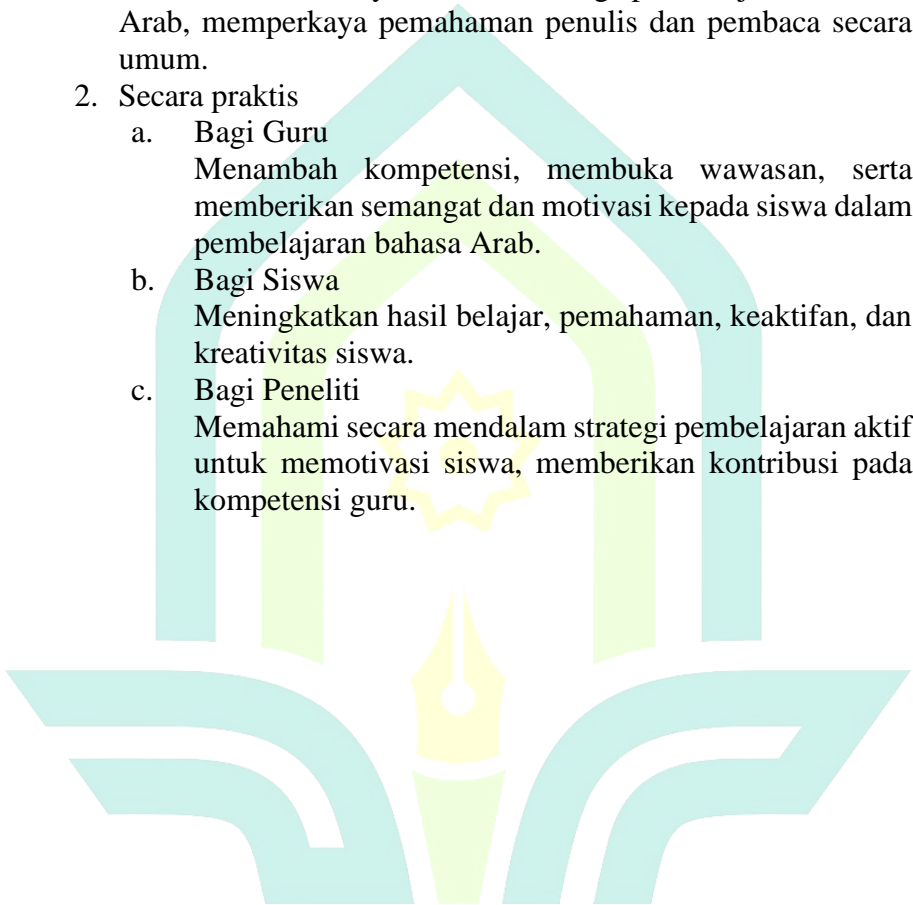 Arab, memperkaya pemahaman penulis dan pembaca secara
umum.
2. Secara praktis
a. Bagi Guru
Menambah kompetensi, membuka wawasan, serta
memberikan semangat dan motivasi kepada siswa dalam
pembelajaran bahasa Arab.
b. Bagi Siswa
Meningkatkan hasil belajar, pemahaman, keaktifan, dan
kreativitas siswa.
c. Bagi Peneliti
Memahami secara mendalam strategi pembelajaran aktif
untuk memotivasi siswa, memberikan kontribusi pada
kompetensi guru.